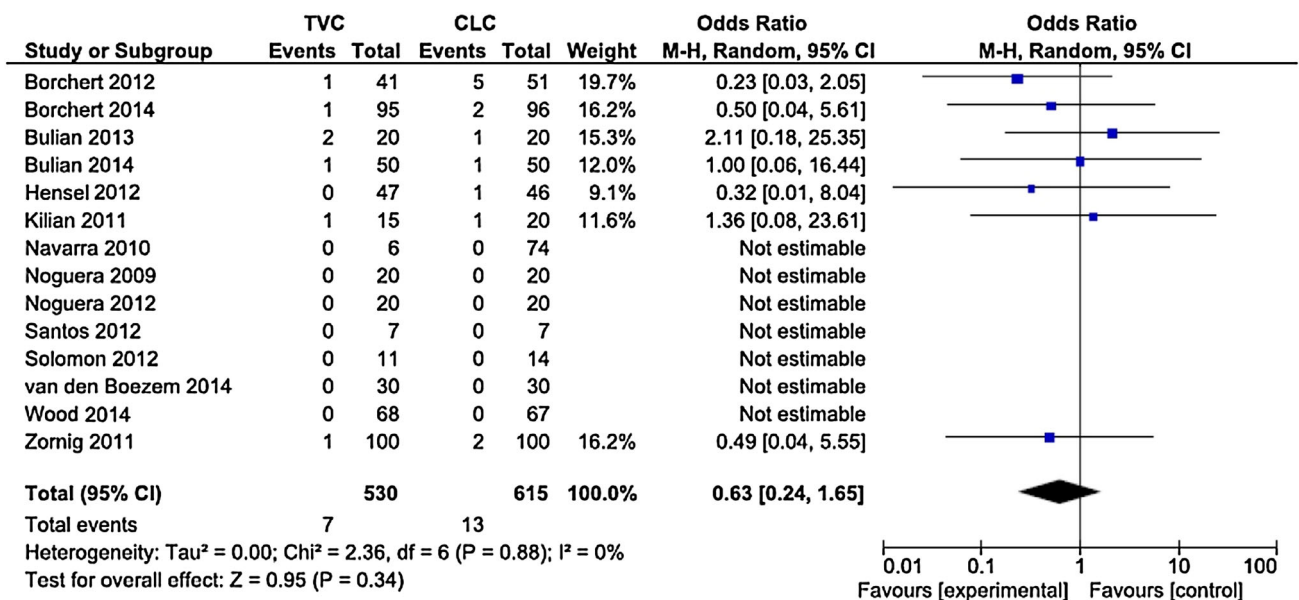 TVC CLC Odds Ratio Odds Ratio
Study or Subgroup Events Total Events Total Weight M-H, Random, 95% CI M-H, Random, 95% CI
Borchert 2012 1 41 5 51 19.7% 0.23 [0.03, 2.05]
Borchert 2014 1 95 2 96 16.2% 0.50 [0.04, 5.61]
Bulian 2013 2 20 1 20 15.3% 2.11 [0.18, 25.35]
Bulian 2014 1 50 1 50 12.0% 1.00 [0.06, 16.44]
Hensel 2012 0 47 1 46 9.1% 0.32 [0.01, 8.04]
Kilian 2011 1 15 1 20 11.6% 1.36 [0.08, 23.61]
Navarra 2010 0 6 0 74 Not estimable
Noguera 2009 0 20 0 20 Not estimable
Noguera 2012 0 20 0 20 Not estimable
Santos 2012 0 7 0 7 Not estimable
Solomon 2012 0 11 0 14 Not estimable
van den Boezem 2014 0 30 0 30 Not estimable
Wood 2014 0 68 0 67 Not estimable
Zornig 2011 1 100 2 100 16.2% 0.49 [0.04, 5.55]
Total (95% CI) 530 615 100.0% 0.63 [0.24, 1.65]
Total events 7 13
Heterogeneity: Tau² = 0.00; Chi² = 2.36, df = 6 (P = 0.88); I² = 0%
Test for overall effect: Z = 0.95 (P = 0.34)
0.01 0.1 1 10 100
Favours [experimental] Favours [control]